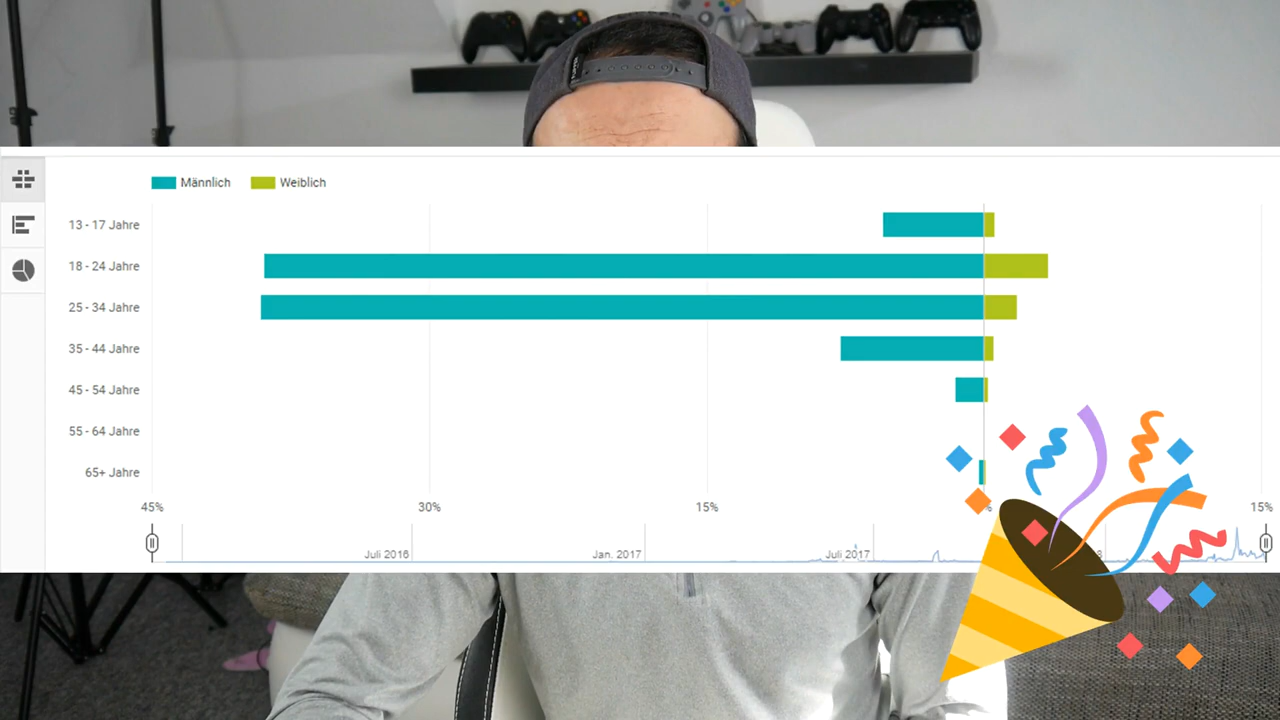 Männlich Weiblich
13 - 17 Jahre
18 - 24 Jahre
25 - 34 Jahre
35 - 44 Jahre
45 - 54 Jahre
55 - 64 Jahre
65+ Jahre
45% 30% 15% % 15%
Juli 2016 Jan. 2017 Juli 2017